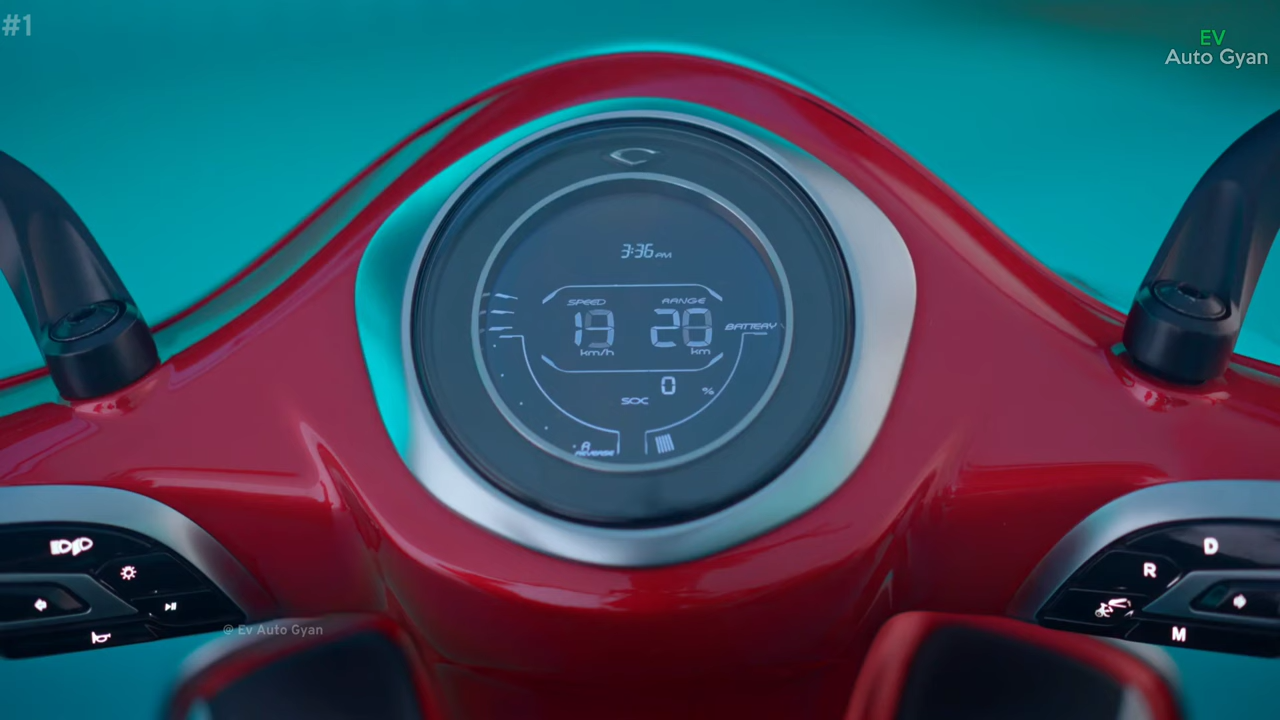 #1
EV
Auto Gyan
3:36 AM
SPEED
RANGE
19
20
BATTERY
km/h
km
0
SOC
%
R
REVERSE
D
R
M
@ Ev Auto Gyan